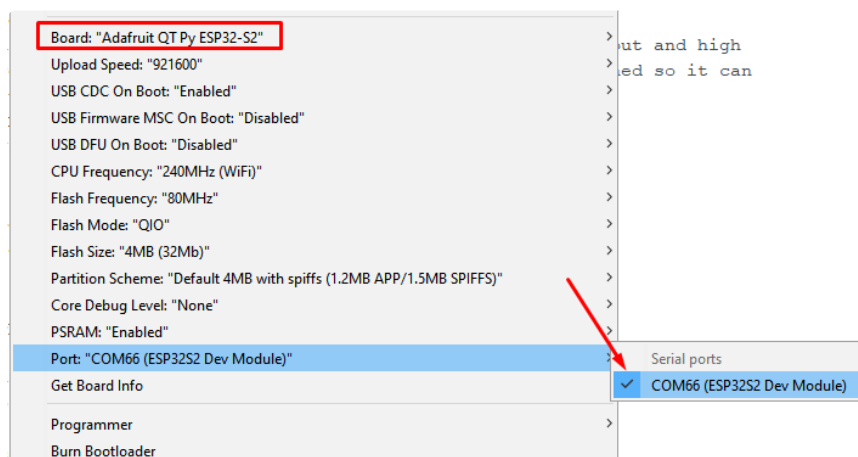 Board: "Adafruit QT Py ESP32-S2"
put and high
Upload Speed: "921600"
ned so it can
USB CDC On Boot: "Enabled"
USB Firmware MSC On Boot: "Disabled"
USB DFU On Boot: "Disabled"
CPU Frequency: "240MHz (WiFi)"
Flash Frequency: "80MHz"
Flash Mode: "QIO"
Flash Size: "4MB (32Mb)"
Partition Scheme: "Default 4MB with spiffs (1.2MB APP/1.5MB SPIFFS)"
Core Debug Level: "None"
PSRAM: "Enabled"
Port: "COM66 (ESP32S2 Dev Module)"
Serial ports
Get Board Info
COM66 (ESP32S2 Dev Module)
Programmer
Burn Bootloader